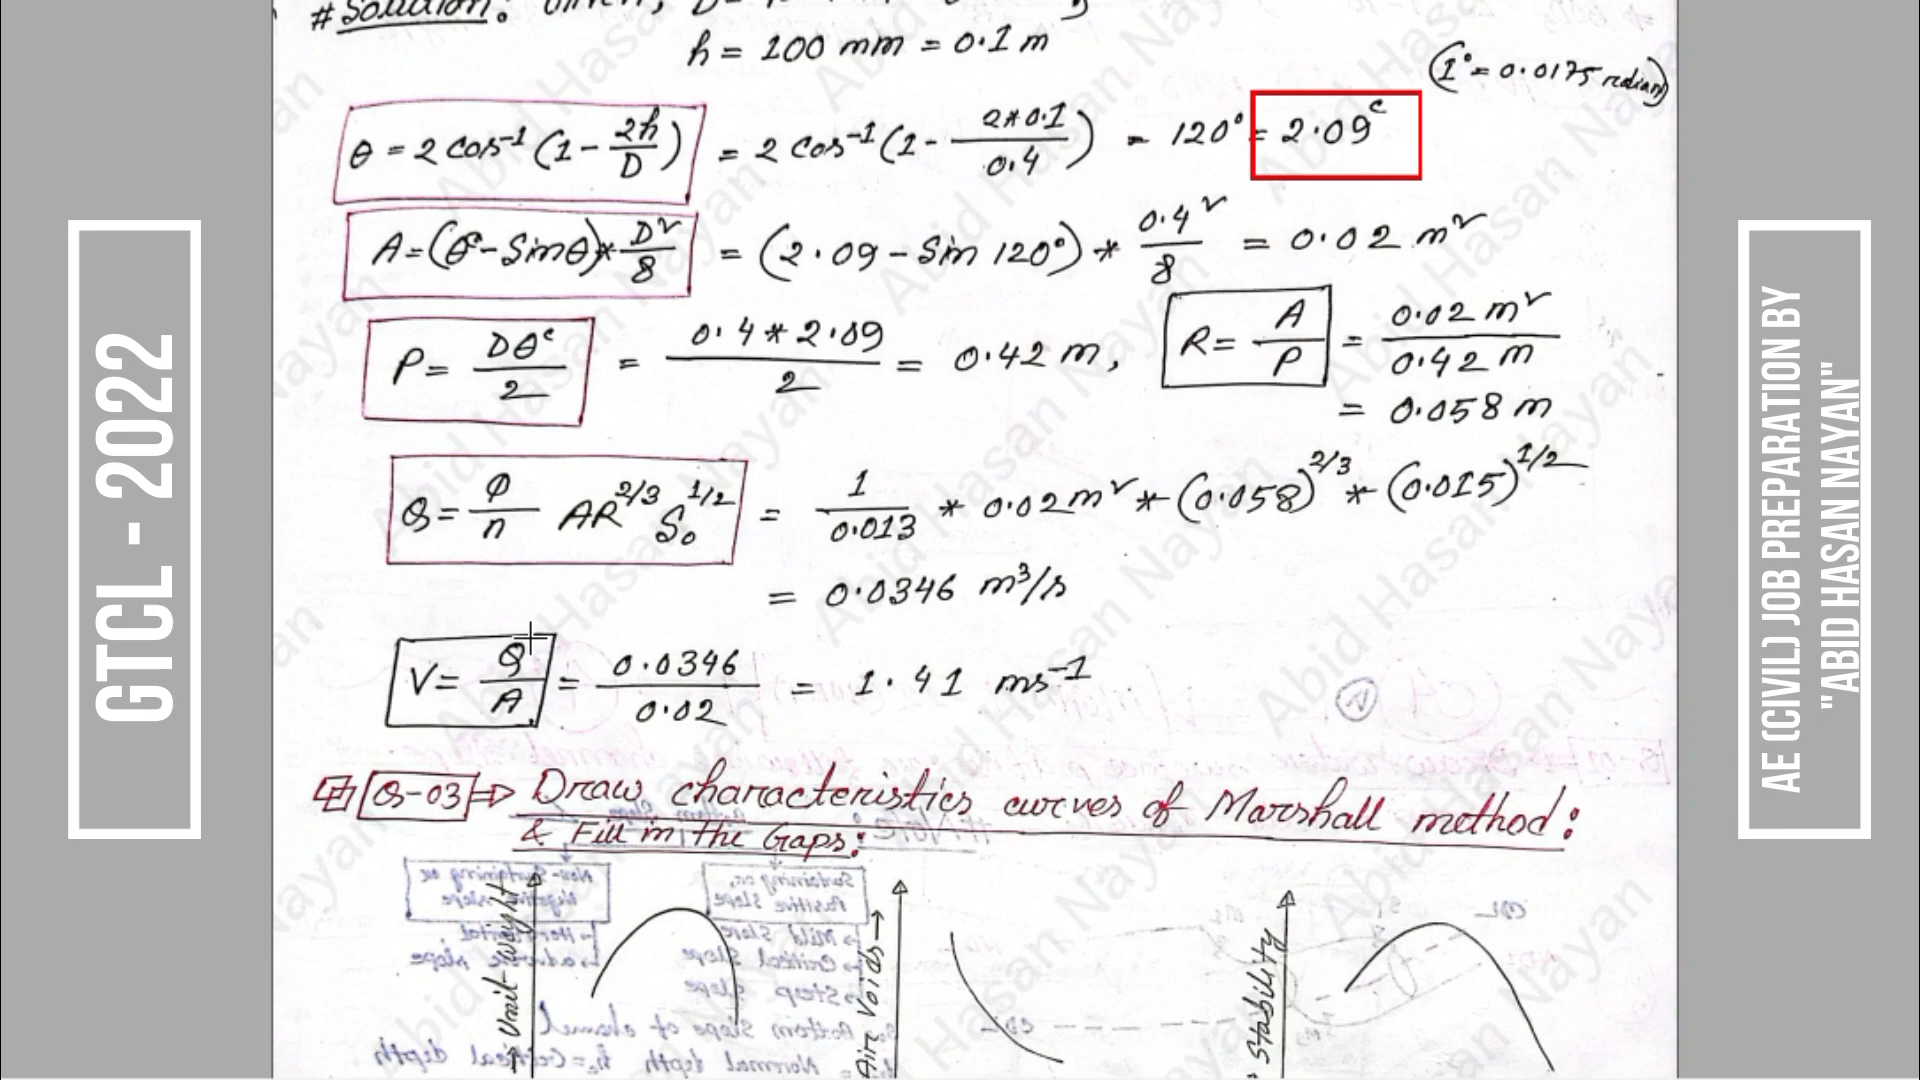 GTCL - 2022
AE (CIVIL) JOB PREPARATION BY
"ABID HASAN NAYAN"
# Solution:
h = 100 mm = 0.1 m
(1° = 0.0175 radian)
θ = 2 cos⁻¹ (1 - 2h/D) = 2 cos⁻¹ (1 - 2*0.1/0.4) = 120° = 2.09ᶜ
A = (θᶜ - Sinθ) * D²/8 = (2.09 - Sin 120°) * 0.4²/8 = 0.02 m²
P = Dθᶜ/2 = 0.4 * 2.09/2 = 0.42 m, R = A/P = 0.02 m²/0.42 m
= 0.058 m
Q = φ/n AR^2/3 S₀^1/2 = 1/0.013 * 0.02 m² * (0.058)^2/3 * (0.015)^1/2
= 0.0346 m³/s
V = Q/A = 0.0346/0.02 = 1.41 ms⁻¹
Q-03 ⇒ Draw characteristics curves of Marshall method:
& Fill in the Gaps:
→ Unit-Weight
Aire Voids →
Stability
Abid Hasan Nayan